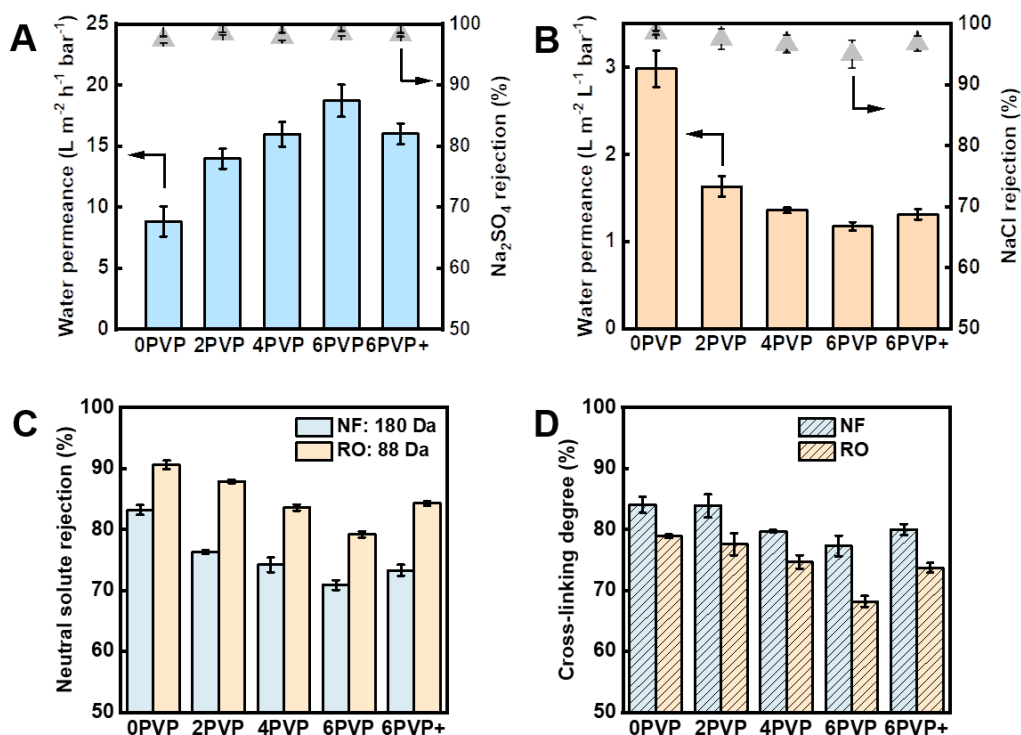 A
Water permeance (L m⁻² h⁻¹ bar⁻¹)
25
20
15
10
5
0
0PVP 2PVP 4PVP 6PVP 6PVP+
100
90
80
70
60
50
Na₂SO₄ rejection (%)
B
Water permeance (L m⁻² L⁻¹ bar⁻¹)
3
2
1
0
0PVP 2PVP 4PVP 6PVP 6PVP+
100
90
80
70
60
50
NaCl rejection (%)
C
Neutral solute rejection (%)
100
90
80
70
60
50
NF: 180 Da
RO: 88 Da
0PVP 2PVP 4PVP 6PVP 6PVP+
D
Cross-linking degree (%)
100
90
80
70
60
50
NF
RO
0PVP 2PVP 4PVP 6PVP 6PVP+